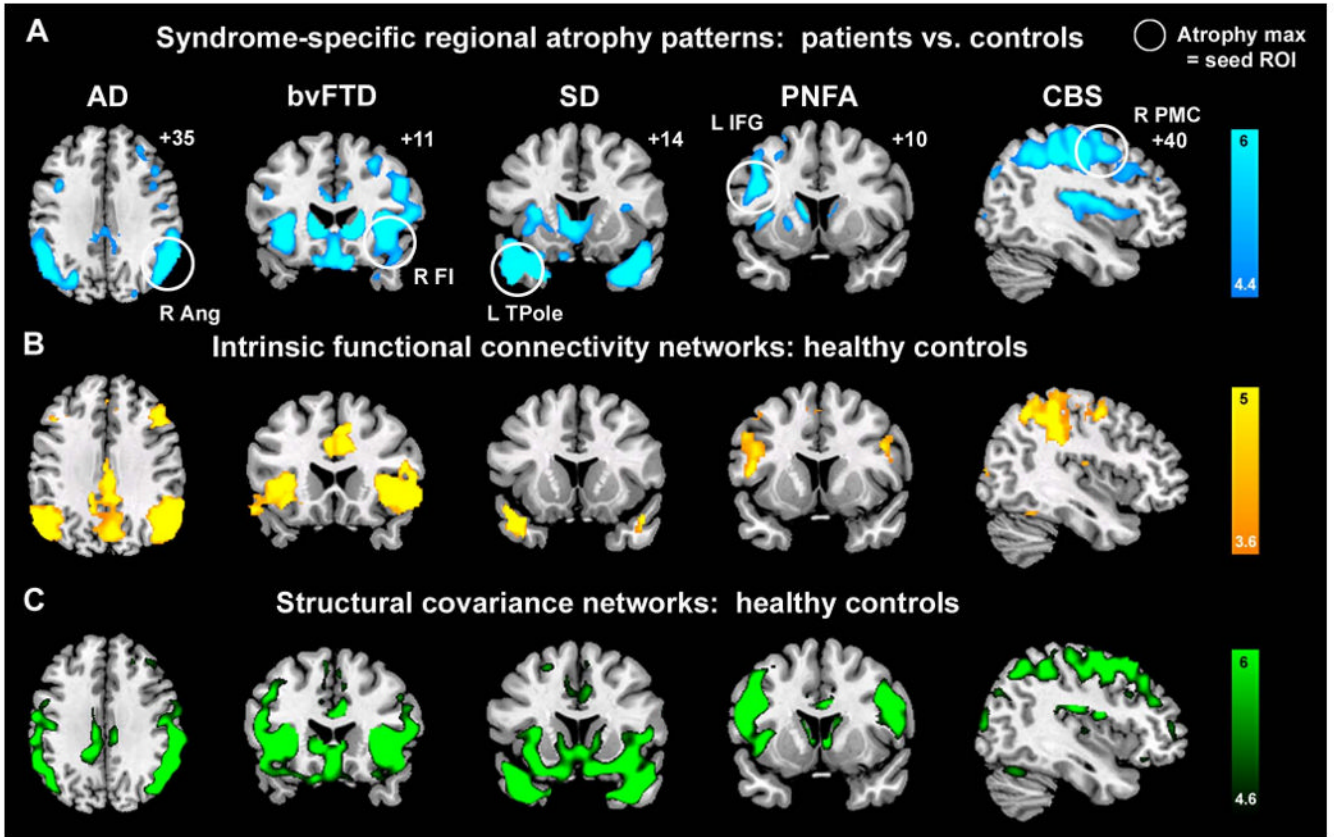 A
Syndrome-specific regional atrophy patterns: patients vs. controls
Atrophy max
= seed ROI
AD
bvFTD
SD
PNFA
CBS
+35
+11
+14
L IFG
+10
R PMC
+40
6
4.4
R Ang
R FI
L TPole
B
Intrinsic functional connectivity networks: healthy controls
5
3.6
C
Structural covariance networks: healthy controls
6
4.6